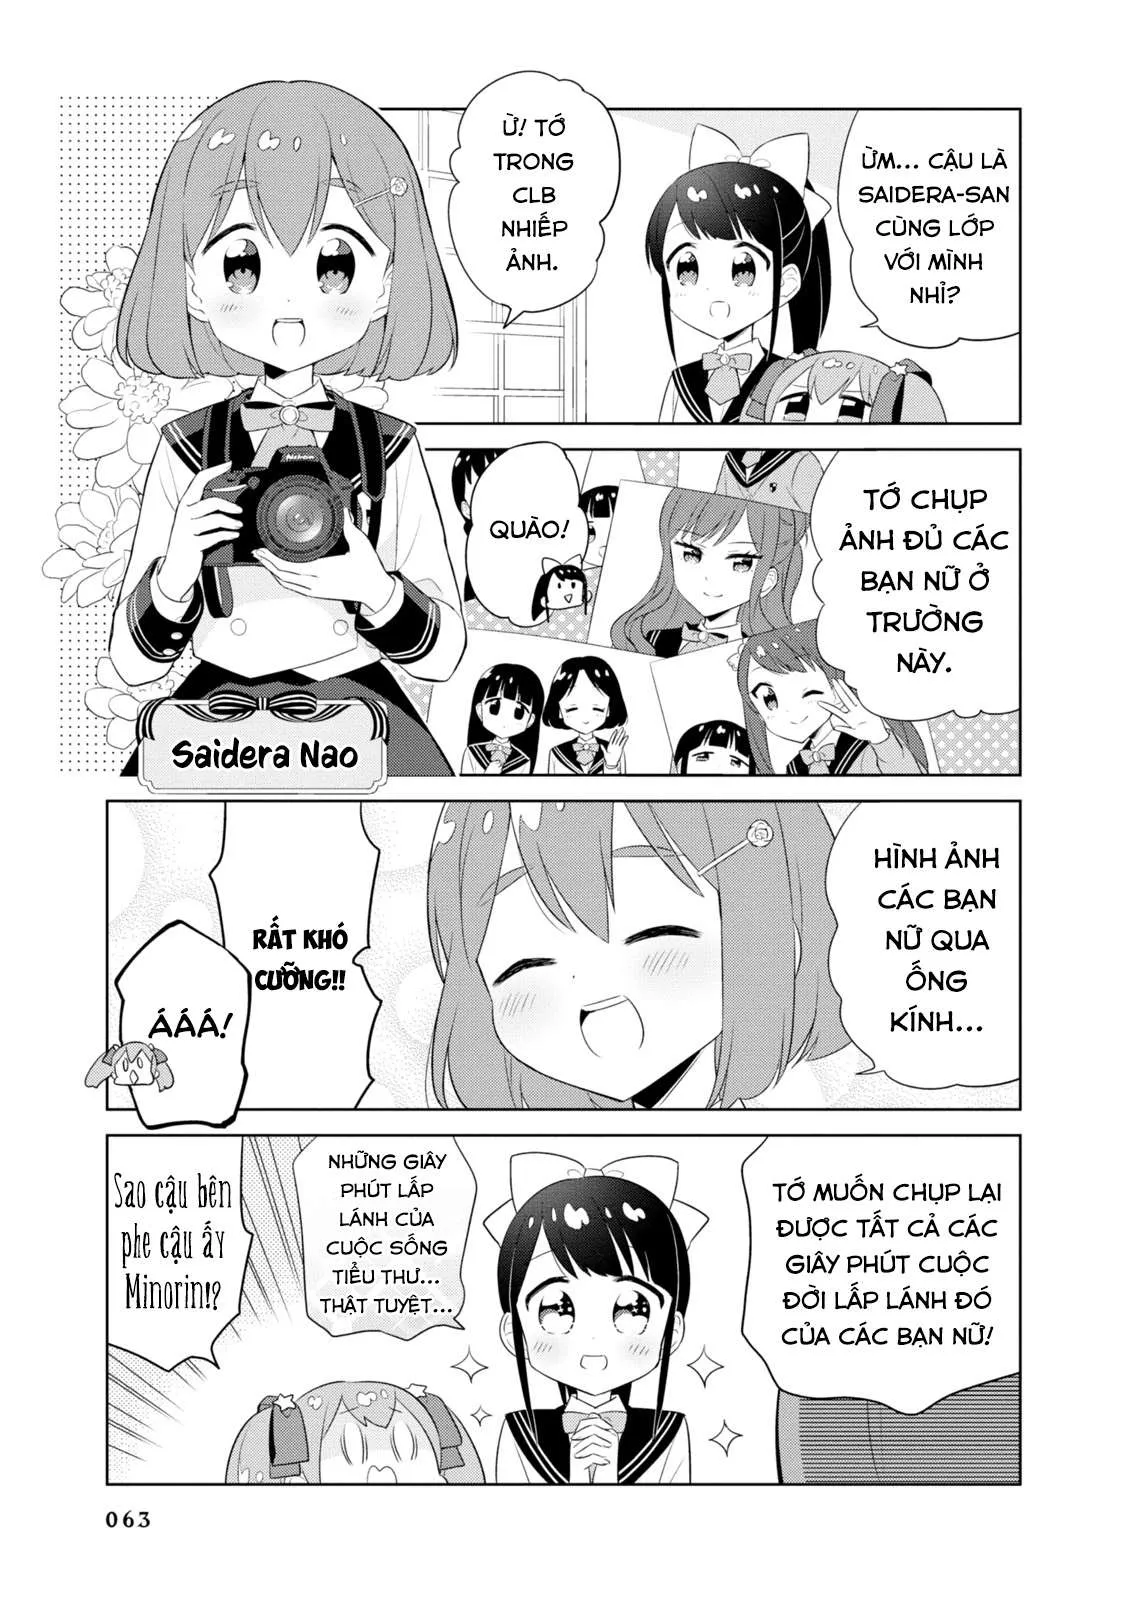 ỪM... CẬU LÀ
SAIDERA-SAN
CÙNG LỚP
VỚI MÌNH
NHỈ?
Ừ! TỚ
TRONG
CLB
NHIẾP
ẢNH.
Nikon
Saidera Nao
TỚ CHỤP
ẢNH ĐỦ CÁC
BẠN NỮ Ở
TRƯỜNG
NÀY.
QUÀO!
HÌNH ẢNH
CÁC BẠN
NỮ QUA
ỐNG
KÍNH...
RẤT KHÓ
CƯỠNG!!
ÁÁÁ!
TỚ MUỐN CHỤP LẠI
ĐƯỢC TẤT CẢ CÁC
GIÂY PHÚT CUỘC
ĐỜI LẤP LÁNH ĐÓ
CỦA CÁC BẠN NỮ!
NHỮNG GIÂY
PHÚT LẤP
LÁNH CỦA
CUỘC SỐNG
TIỂU THƯ...
THẬT TUYỆT...
Sao cậu bên
phe cậu ấy
Minorin!?
063